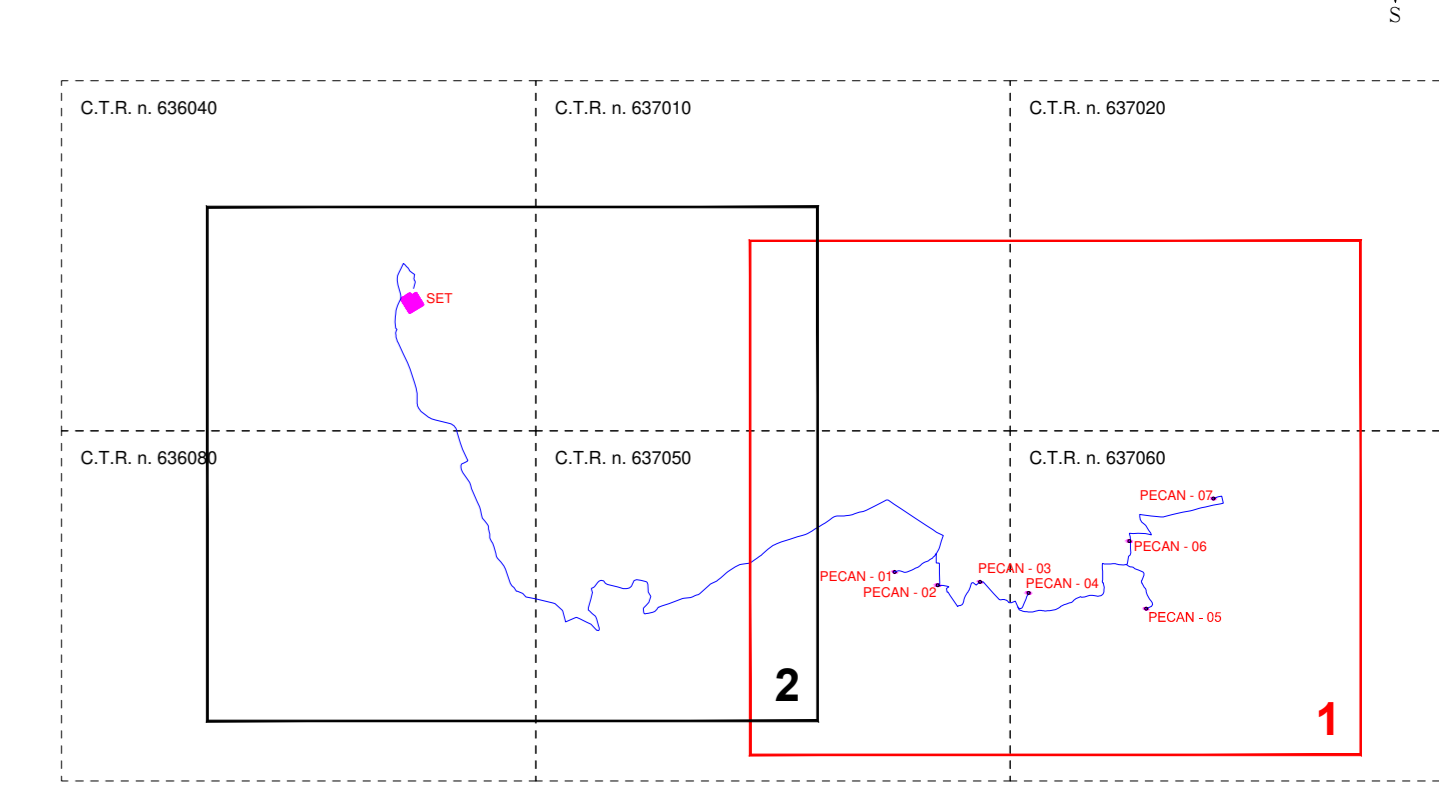 S
C.T.R. n. 636040
C.T.R. n. 637010
C.T.R. n. 637020
SET
C.T.R. n. 636080
C.T.R. n. 637050
C.T.R. n. 637060
PECAN - 07
PECAN - 06
PECAN - 03
PECAN - 01
PECAN - 04
PECAN - 02
PECAN - 05
2
1